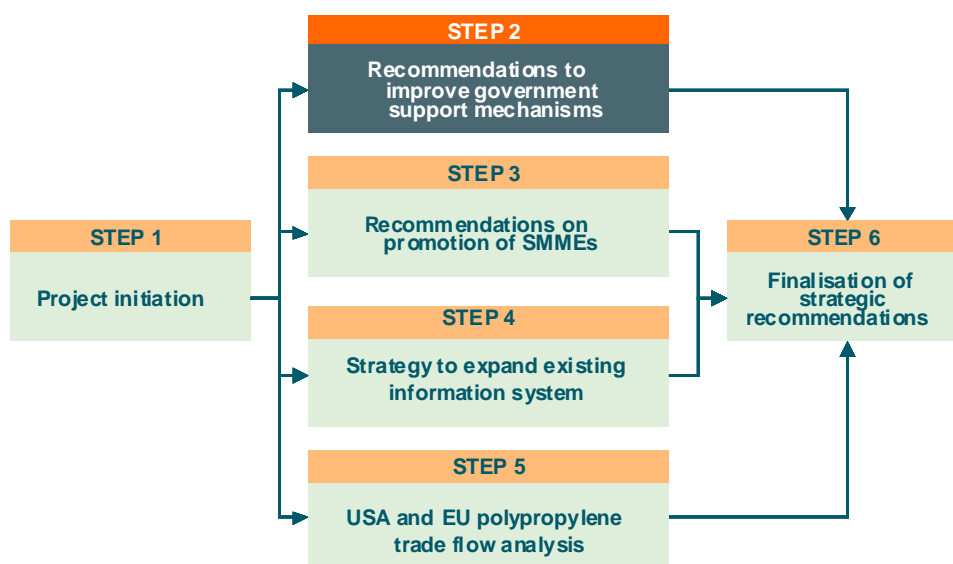 STEP 1
Project initiation
STEP 2
Recommendations to
improve government
support mechanisms
STEP 3
Recommendations on
promotion of SMMEs
STEP 4
Strategy to expand existing
information system
STEP 5
USA and EU polypropylene
trade flow analysis
STEP 6
Finalisation of
strategic
recommendations